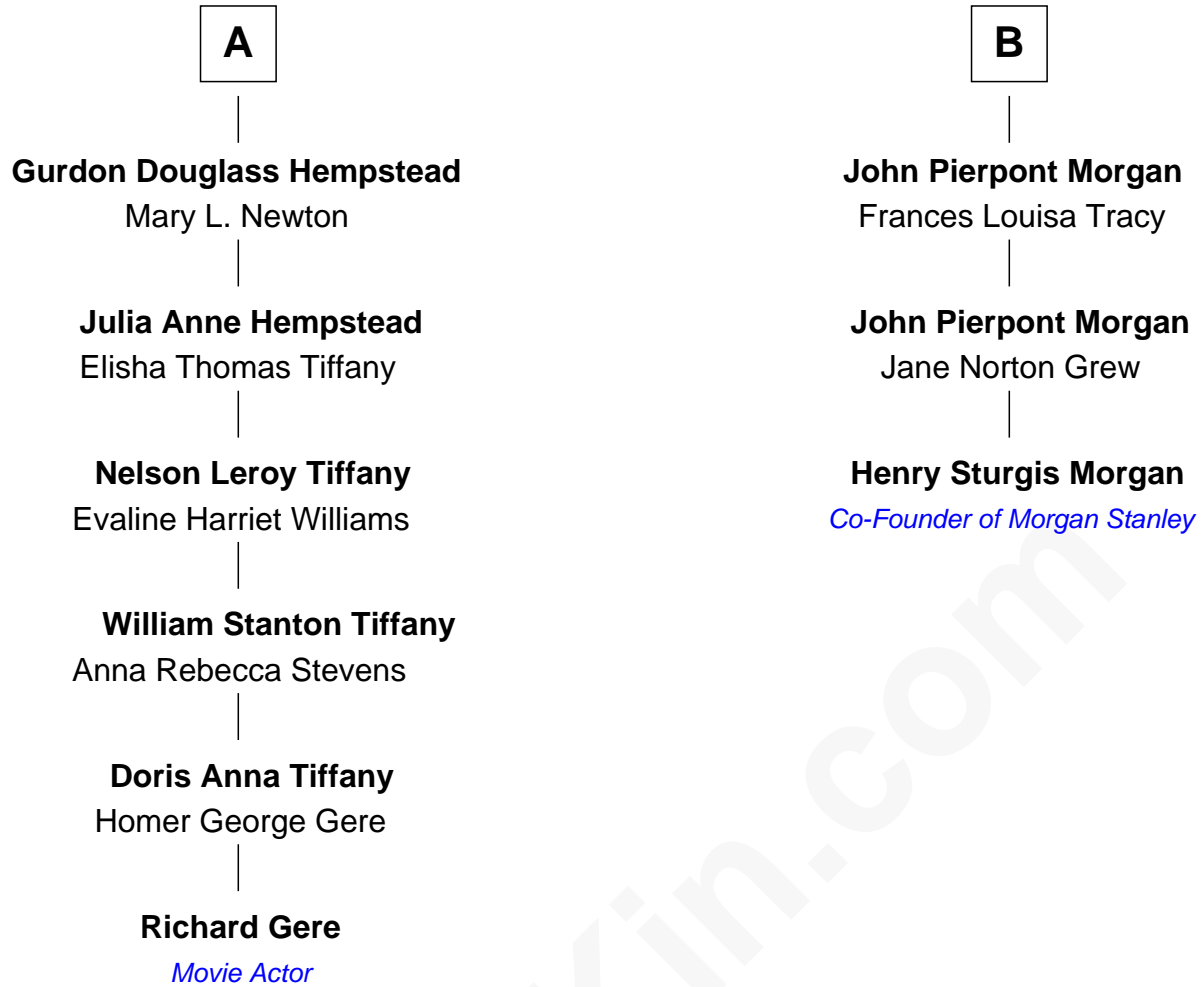 A
Gurdon Douglass Hempstead
Mary L. Newton
Julia Anne Hempstead
Elisha Thomas Tiffany
Nelson Leroy Tiffany
Evaline Harriet Williams
William Stanton Tiffany
Anna Rebecca Stevens
Doris Anna Tiffany
Homer George Gere
Richard Gere
Movie Actor
B
John Pierpont Morgan
Frances Louisa Tracy
John Pierpont Morgan
Jane Norton Grew
Henry Sturgis Morgan
Co-Founder of Morgan Stanley
Kin.com